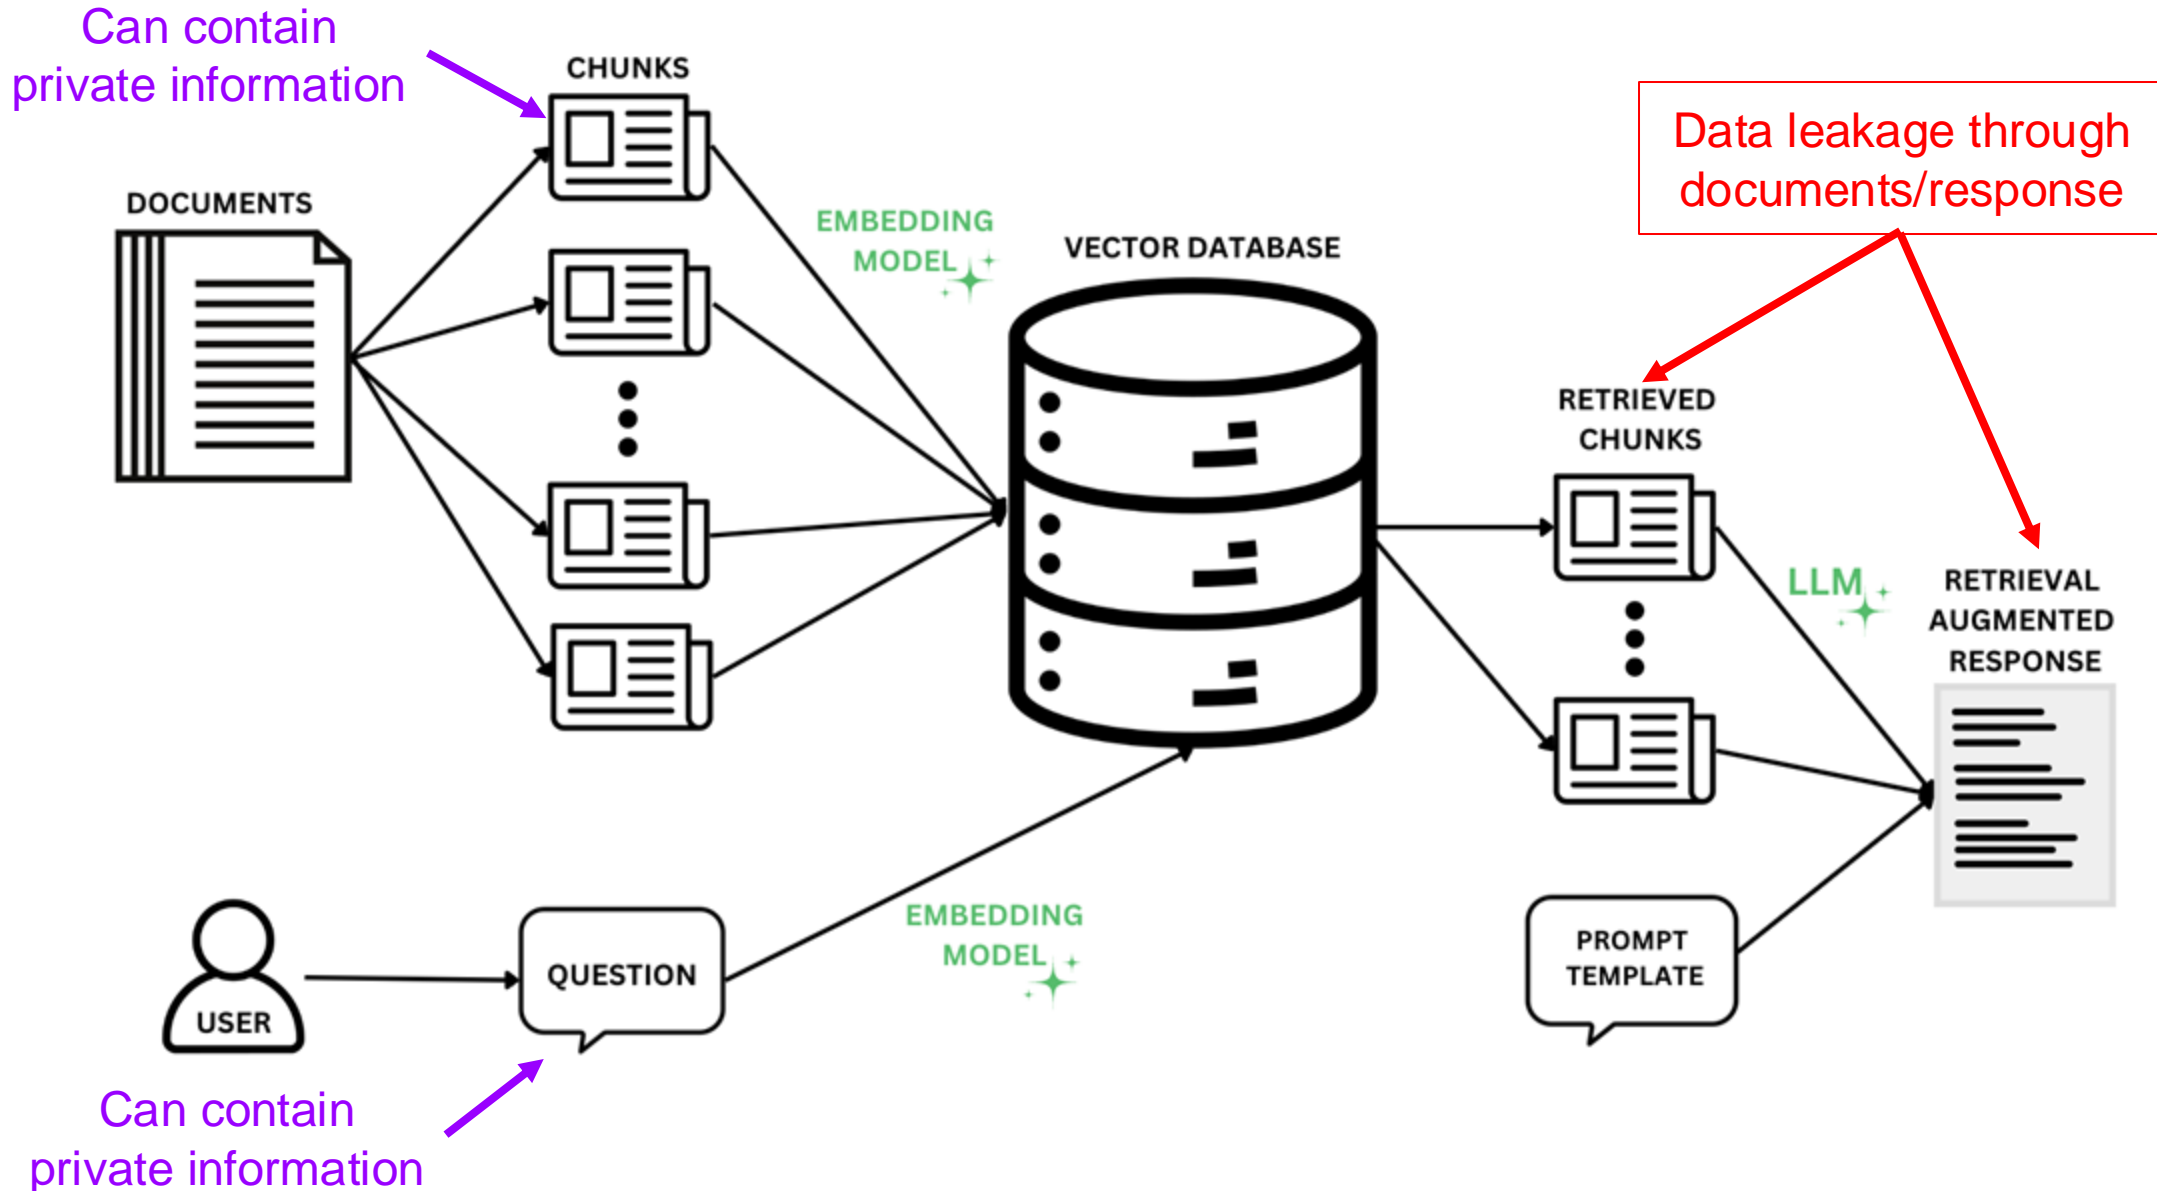 Can contain
private information
CHUNKS
DOCUMENTS
EMBEDDING
MODEL
VECTOR DATABASE
Data leakage through
documents/response
RETRIEVED
CHUNKS
LLM
RETRIEVAL
AUGMENTED
RESPONSE
USER
QUESTION
EMBEDDING
MODEL
PROMPT
TEMPLATE
Can contain
private information